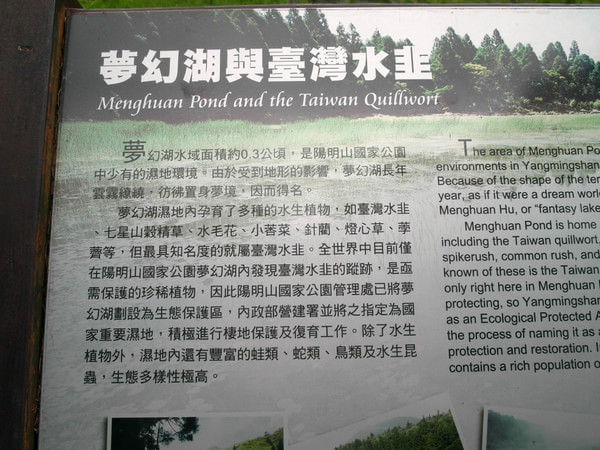 夢幻湖與臺灣水韭
Menghuan Pond and the Taiwan Quillwort
夢幻湖水域面積約0.3公頃，是陽明山國家公園
中少有的濕地環境。由於受到地形的影響，夢幻湖長年
雲霧繚繞，彷彿置身夢境，因而得名。
夢幻湖濕地內孕育了多種的水生植物，如臺灣水韭
、七星山穀精草、水毛花、小莕菜、針藺、燈心草、荸
薺等，但最具知名度的就屬臺灣水韭。全世界中目前僅
在陽明山國家公園夢幻湖內發現臺灣水韭的蹤跡，是亟
需保護的珍稀植物，因此陽明山國家公園管理處已將夢
幻湖劃設為生態保護區，內政部營建署並將之指定為國
家重要濕地，積極進行棲地保護及復育工作。除了水生
植物外，濕地內還有豐富的蛙類、蛇類、鳥類及水生昆
蟲，生態多樣性極高。
The area of Menghuan Po
environments in Yangmingshan
Because of the shape of the ter
year, as if it were a dream world
Menghuan Hu, or "fantasy lake
Menghuan Pond is home
including the Taiwan quillwort,
spikerush, common rush, and
known of these is the Taiwan
only right here in Menghuan
protecting, so Yangmingshan
as an Ecological Protected A
the process of naming it as a
protection and restoration. I
contains a rich population o